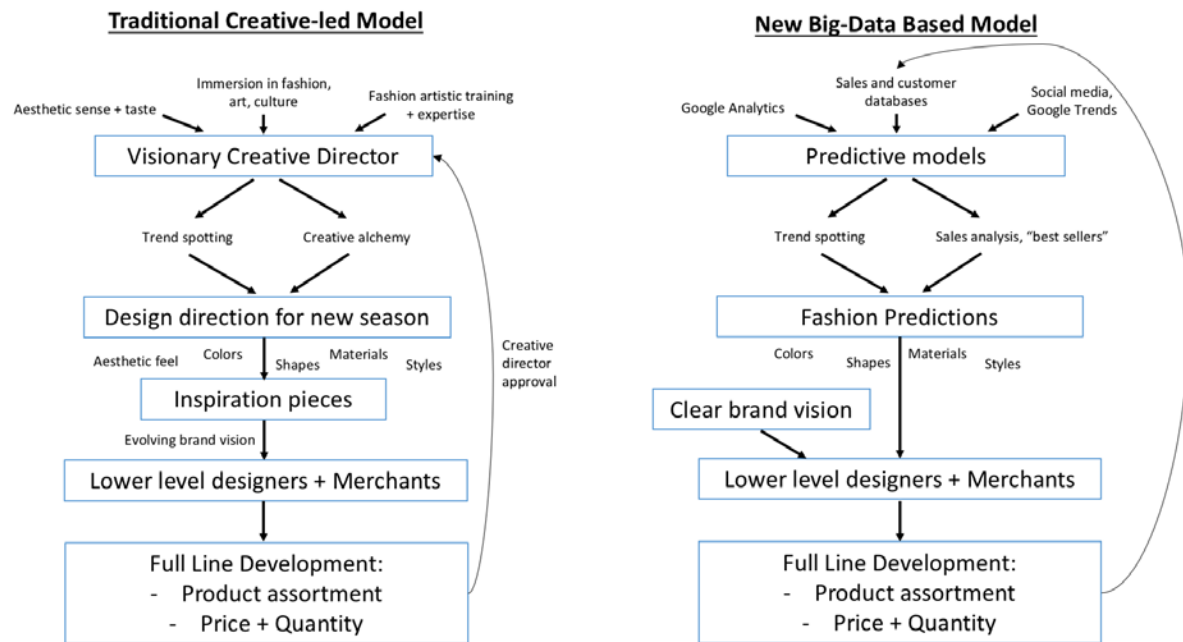 Traditional Creative-led Model
Aesthetic sense + taste
Immersion in fashion,
art, culture
Fashion artistic training
+ expertise
Visionary Creative Director
Trend spotting
Creative alchemy
Design direction for new season
Aesthetic feel
Colors
Shapes
Materials
Styles
Creative
director
approval
Inspiration pieces
Evolving brand vision
Lower level designers + Merchants
Full Line Development:
- Product assortment
- Price + Quantity
New Big-Data Based Model
Google Analytics
Sales and customer
databases
Social media,
Google Trends
Predictive models
Trend spotting
Sales analysis, “best sellers”
Fashion Predictions
Colors
Shapes
Materials
Styles
Clear brand vision
Lower level designers + Merchants
Full Line Development:
- Product assortment
- Price + Quantity